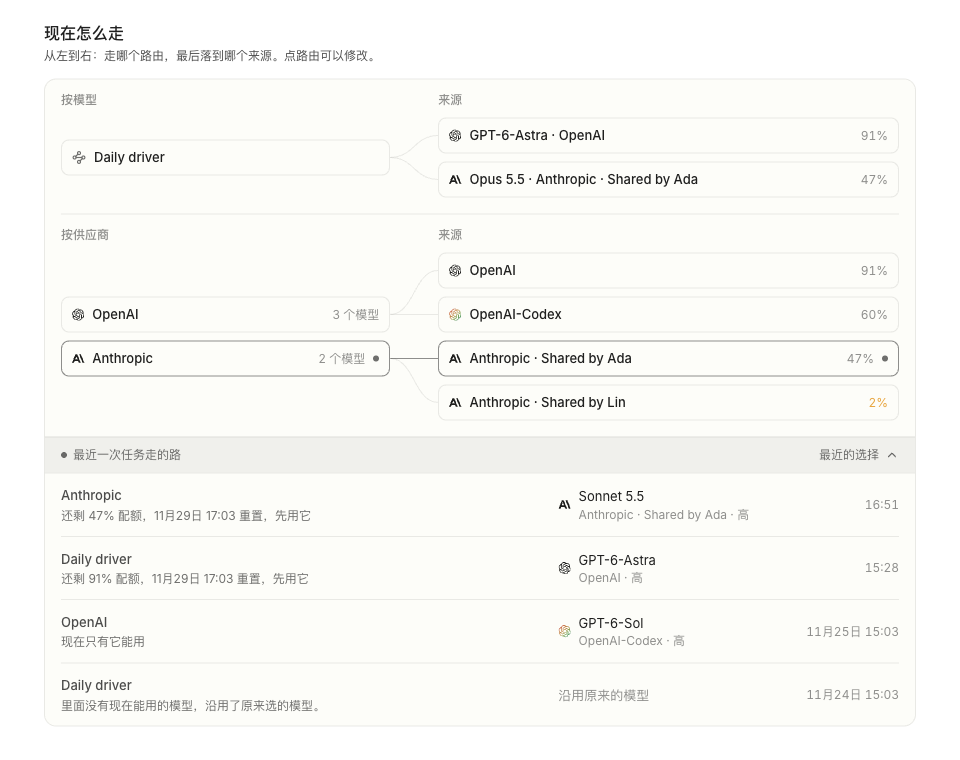 现在怎么走
从左到右：走哪个路由，最后落到哪个来源。点路由可以修改。
按模型
来源
Daily driver
GPT-6-Astra · OpenAI
91%
Opus 5.5 · Anthropic · Shared by Ada
47%
按供应商
来源
OpenAI
91%
OpenAI
3 个模型
OpenAI-Codex
60%
Anthropic
2 个模型
Anthropic · Shared by Ada
47%
Anthropic · Shared by Lin
2%
最近一次任务走的路
最近的选择
Anthropic
还剩 47% 配额，11月29日 17:03 重置，先用它
Sonnet 5.5
Anthropic · Shared by Ada · 高
16:51
Daily driver
还剩 91% 配额，11月29日 17:03 重置，先用它
GPT-6-Astra
OpenAI · 高
15:28
OpenAI
现在只有它能用
GPT-6-Sol
OpenAI-Codex · 高
11月25日 15:03
Daily driver
里面没有现在能用的模型，沿用了原来选的模型。
沿用原来的模型
11月24日 15:03